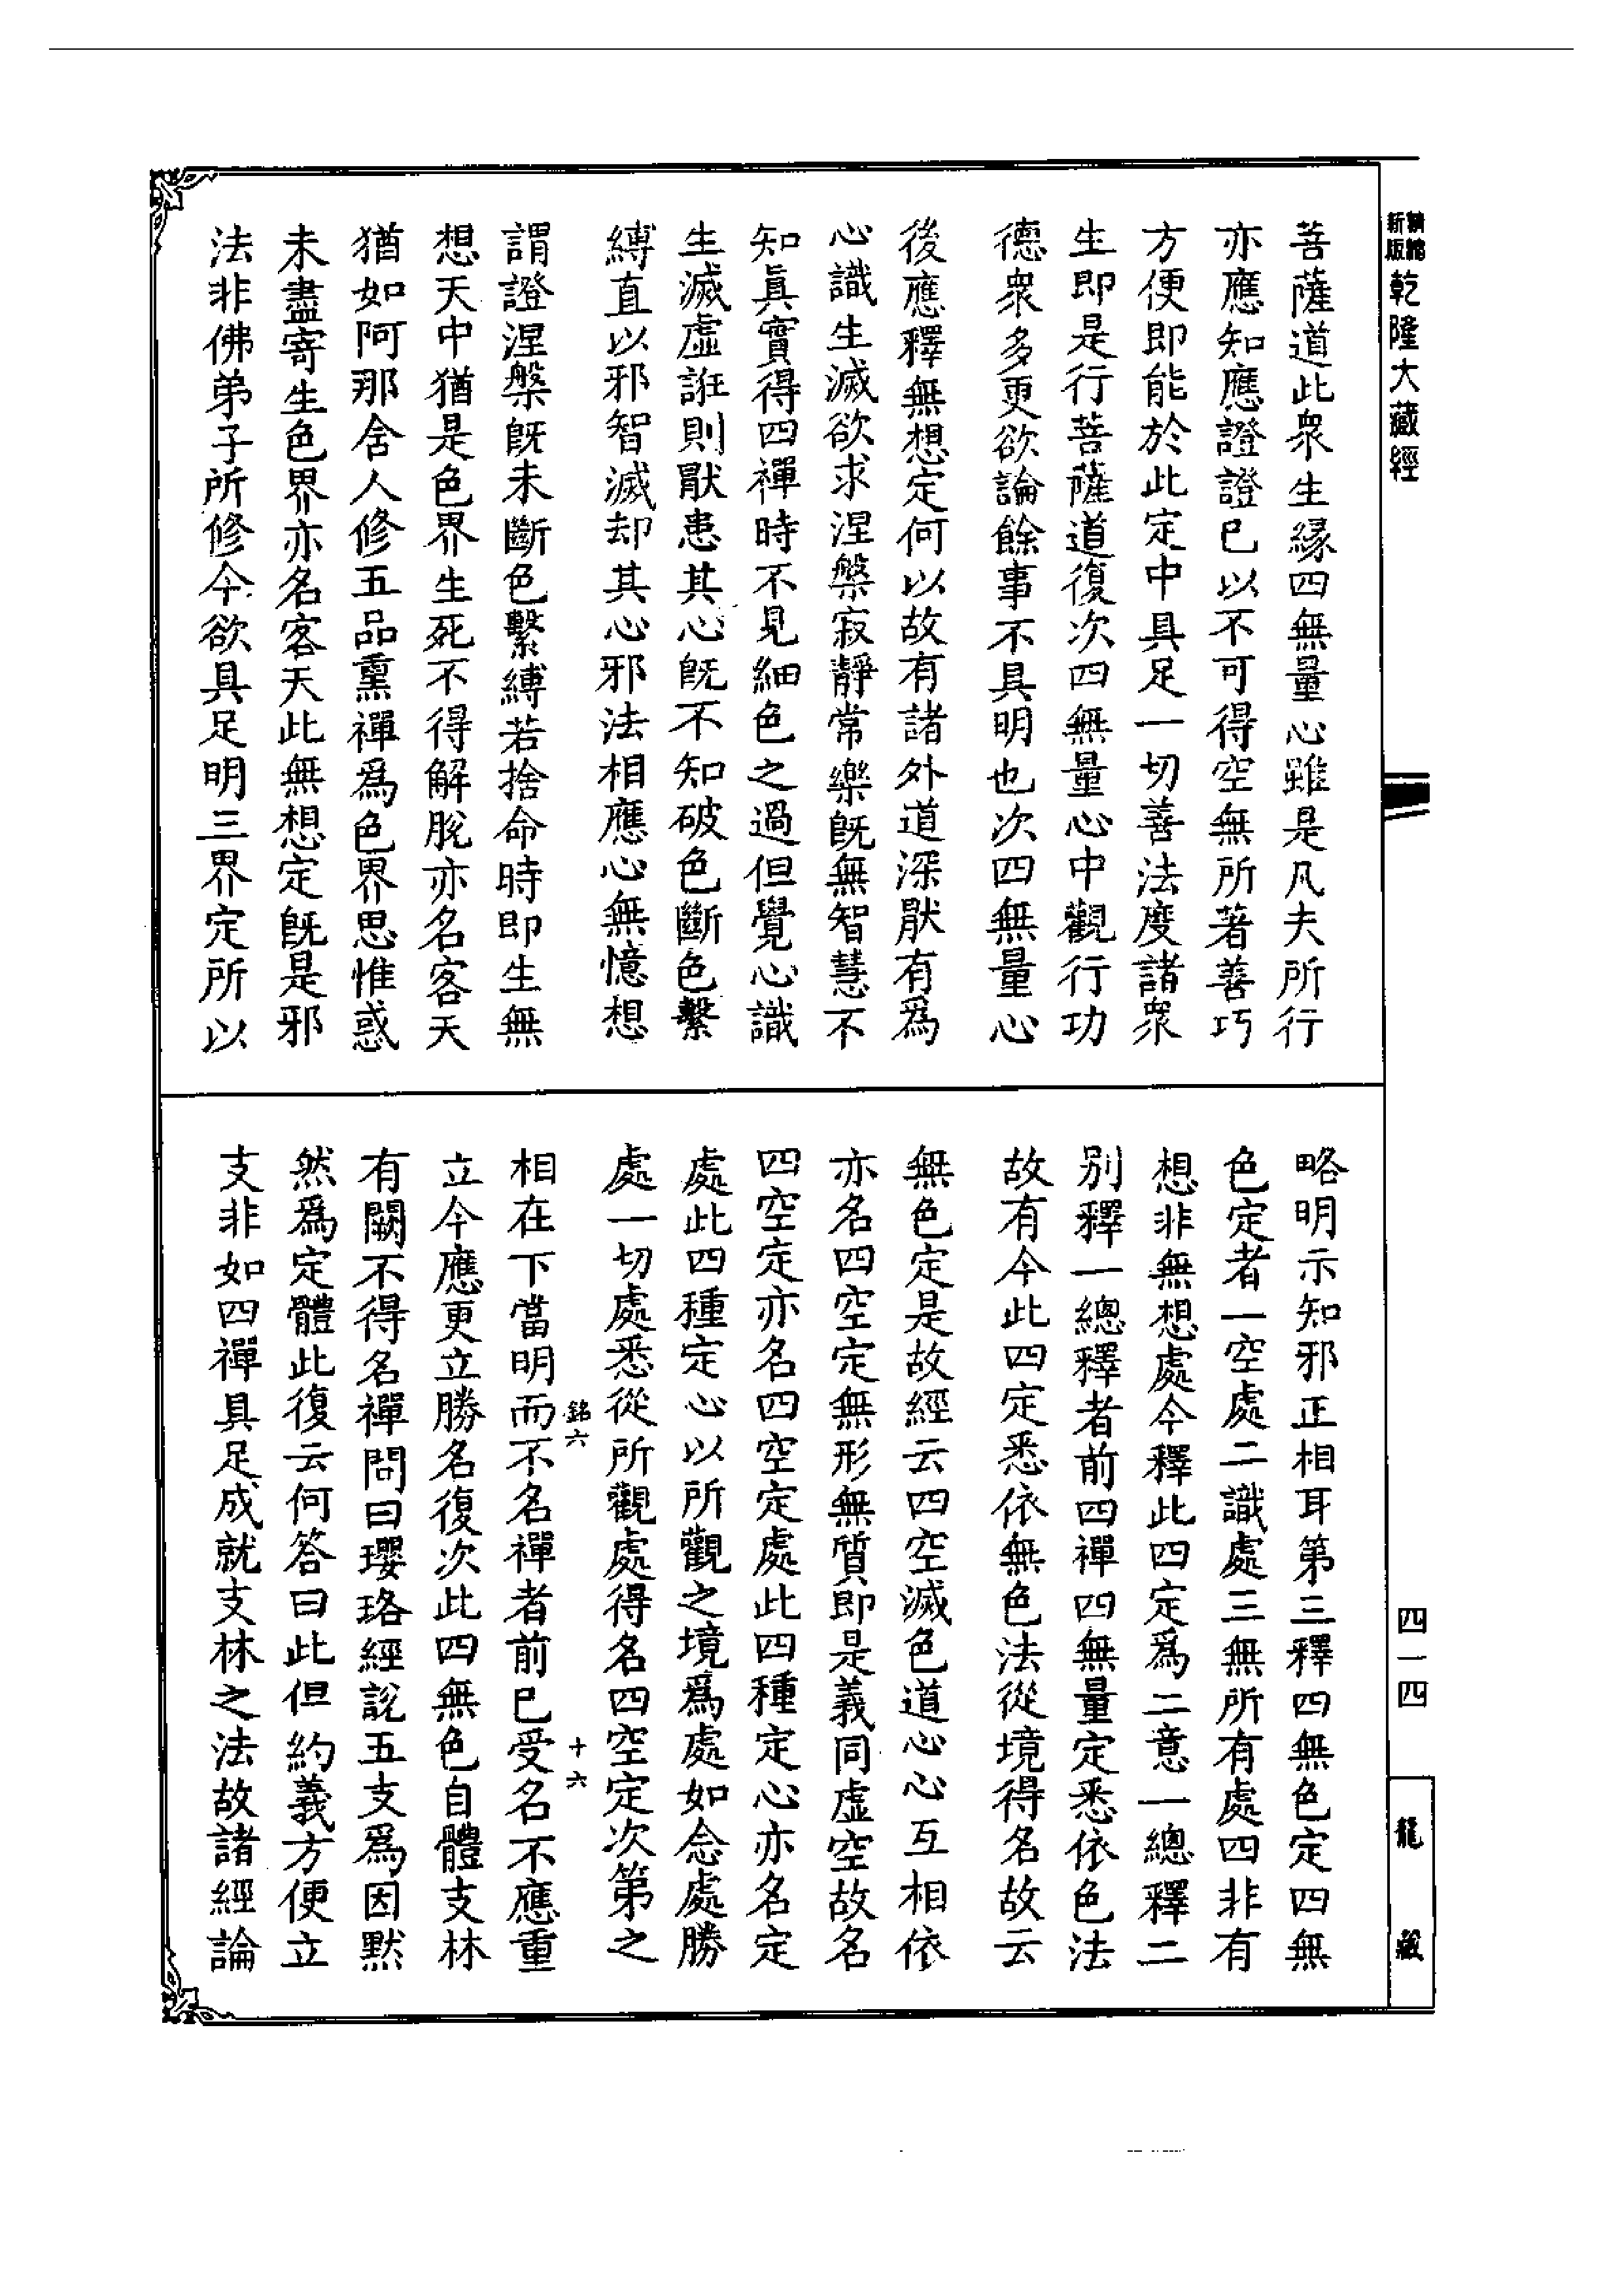 新版
精縮
乾隆大藏經
菩薩道此衆生緣四無量心雖是凡夫所行
亦應知應證證已以不可得空無所著善巧
方便即能於此定中具足一切善法度諸衆
生即是行菩薩道復次四無量心中觀行功
德衆多更欲論餘事不具明也次四無量心
後應釋無想定何以故有諸外道深猒有爲
心識生滅欲求涅槃寂靜常樂旣無智慧不
知真實得四禪時不見細色之過但覺心識
生滅虛誑則猒患其心旣不知破色斷色繫
縛直以邪智滅却其心邪法相應心無憶想
謂證涅槃旣未斷色繫縛若捨命時即生無
想天中猶是色界生死不得解脫亦名客天
猶如阿那含人修五品熏禪爲色界思惟惑
未盡寄生色界亦名客天此無想定旣是邪
法非佛弟子所修今欲具足明三界定所以
略明示知邪正相耳第三釋四無色定四無
色定者一空處二識處三無所有處四非有
想非無想處今釋此四定爲二意一總釋二
別釋一總釋者前四禪四無量定悉依色法
故有今此四定悉依無色法從境得名故云
無色定是故經云四空滅色道心心互相依
亦名四空定無形無質即是義同虛空故名
四空定亦名四空定處此四種定心亦名定
處此四種定心以所觀之境爲處如念處勝
處一切處悉從所觀處得名四空定次第之
銘六
十六
相在下當明而不名禪者前已受名不應重
立今應更立勝名復次此四無色自體支林
有闕不得名禪問曰瓔珞經說五支爲因默
然爲定體此復云何答曰此但約義方便立
支非如四禪具足成就支林之法故諸經論
四一四
龍藏